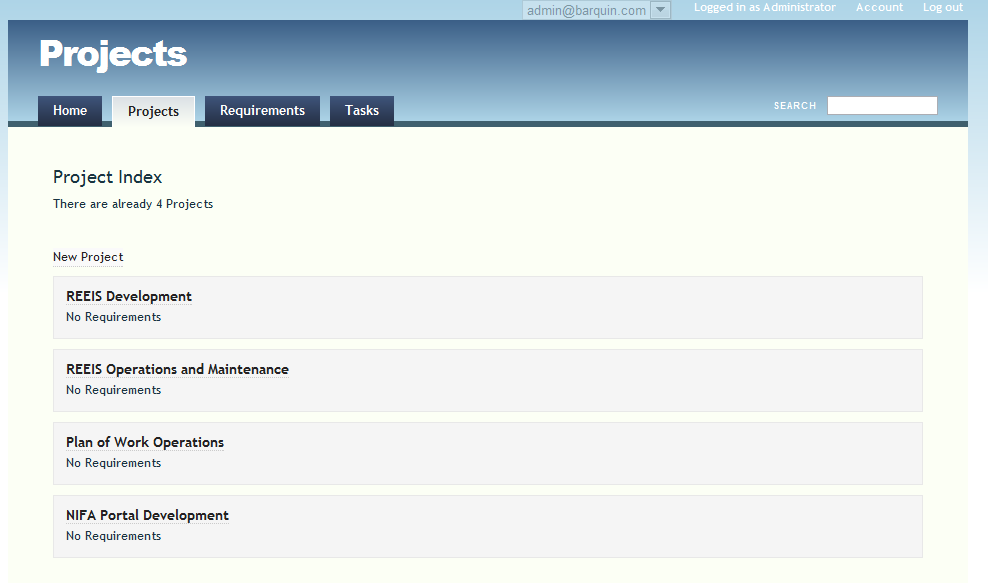 admin@barquin.com Logged in as Administrator Account Log out
Projects
Home Projects Requirements Tasks SEARCH
Project Index
There are already 4 Projects
New Project
REEIS Development
No Requirements
REEIS Operations and Maintenance
No Requirements
Plan of Work Operations
No Requirements
NIFA Portal Development
No Requirements